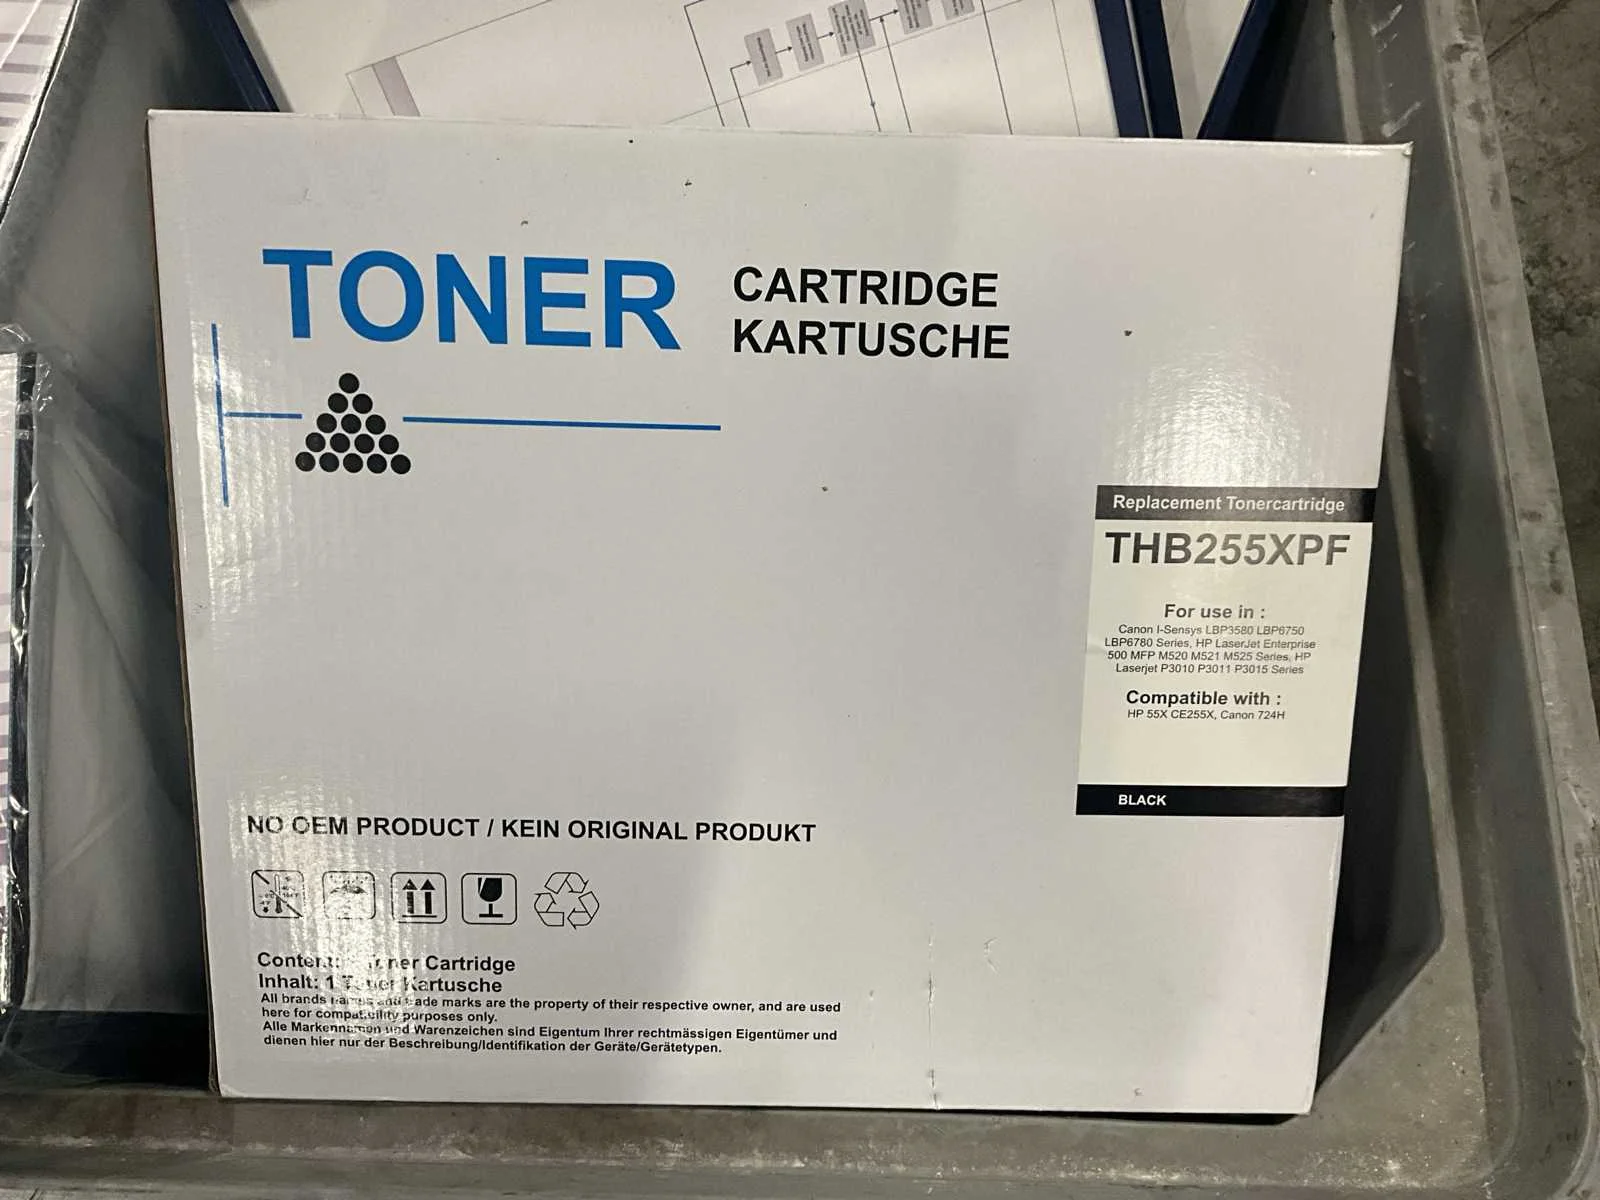 TONER
CARTRIDGE
KARTUSCHE
Replacement Tonercartridge
THB255XPF
For use in :
Canon I-Sensys LBP3580 LBP6750
LBP6780 Series, HP LaserJet Enterprise
500 MFP M520 M521 M525 Series, HP
Laserjet P3010 P3011 P3015 Series
Compatible with :
HP 55X CE255X, Canon 724H
BLACK
NO OEM PRODUCT / KEIN ORIGINAL PRODUKT
Content: Toner Cartridge
Inhalt: 1 Toner Kartusche
All brands names and trade marks are the property of their respective owner, and are used
here for compatibility purposes only.
Alle Markennamen und Warenzeichen sind Eigentum Ihrer rechtmässigen Eigentümer und
dienen hier nur der Beschreibung/Identifikation der Geräte/Gerätetypen.